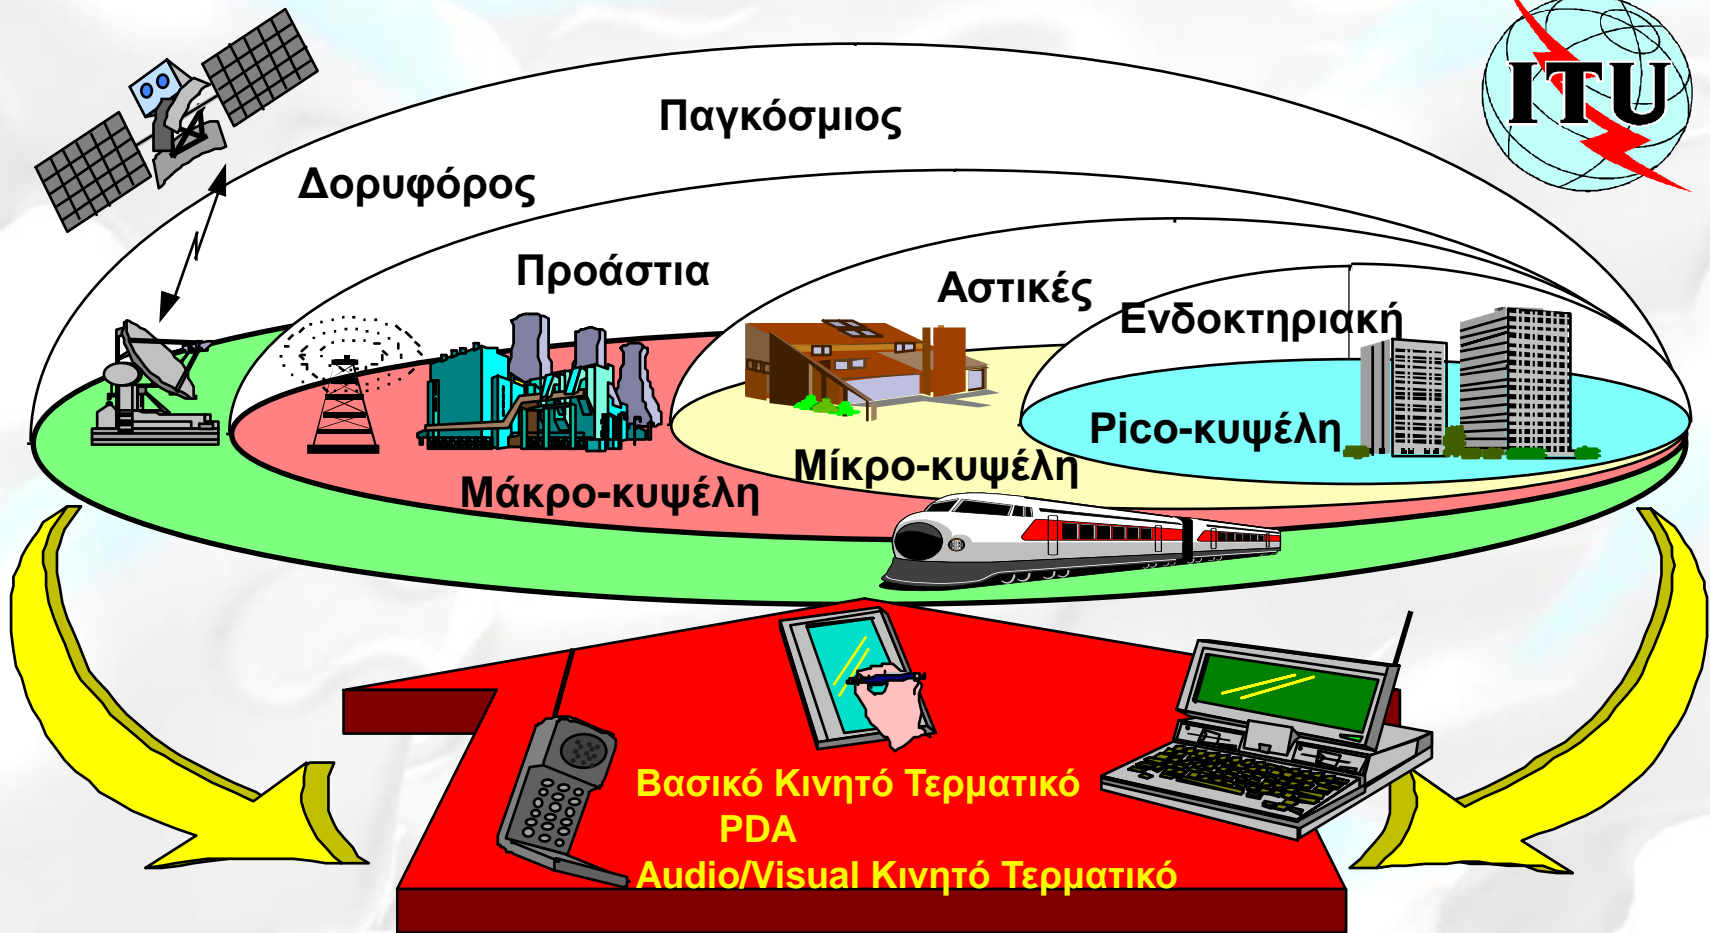 ITU
Παγκόσμιος
Δορυφόρος
Προάστια
Αστικές
Ενδοκτηριακή
Pico-κυψέλη
Μίκρο-κυψέλη
Μάκρο-κυψέλη
Βασικό Κινητό Τερματικό
PDA
Audio/Visual Κινητό Τερματικό